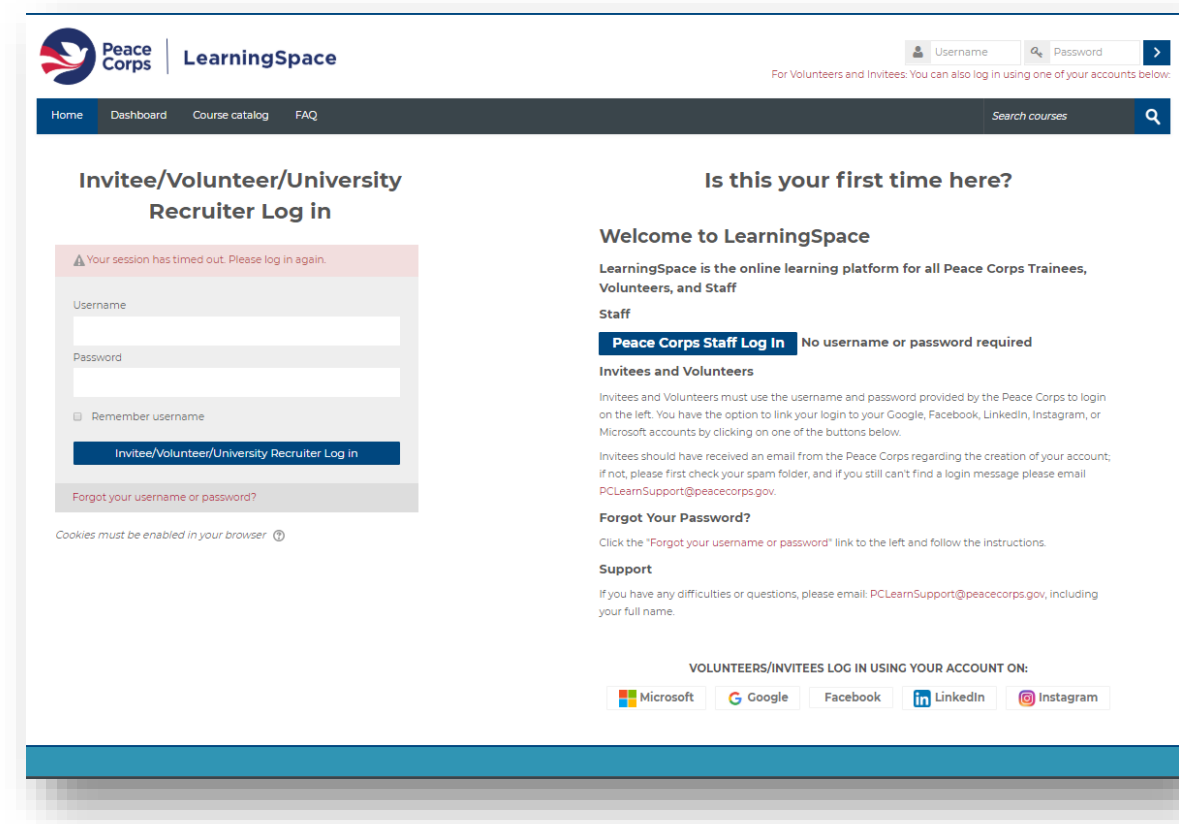 Peace
Corps
LearningSpace
Username
Password
For Volunteers and Invitees: You can also log in using one of your accounts below:
Home Dashboard Course catalog FAQ
Search courses
Invitee/Volunteer/University
Recruiter Log in
Your session has timed out. Please log in again.
Username
Password
Remember username
Invitee/Volunteer/University Recruiter Log in
Forgot your username or password?
Cookies must be enabled in your browser
Is this your first time here?
Welcome to LearningSpace
LearningSpace is the online learning platform for all Peace Corps Trainees,
Volunteers, and Staff
Staff
Peace Corps Staff Log In No username or password required
Invitees and Volunteers
Invitees and Volunteers must use the username and password provided by the Peace Corps to login
on the left. You have the option to link your login to your Google, Facebook, LinkedIn, Instagram, or
Microsoft accounts by clicking on one of the buttons below.
Invitees should have received an email from the Peace Corps regarding the creation of your account;
if not, please first check your spam folder, and if you still can't find a login message please email
PCLearnSupport@peacecorps.gov.
Forgot Your Password?
Click the "Forgot your username or password" link to the left and follow the instructions.
Support
If you have any difficulties or questions, please email: PCLearnSupport@peacecorps.gov, including
your full name.
VOLUNTEERS/INVITEES LOG IN USING YOUR ACCOUNT ON:
Microsoft Google Facebook LinkedIn Instagram